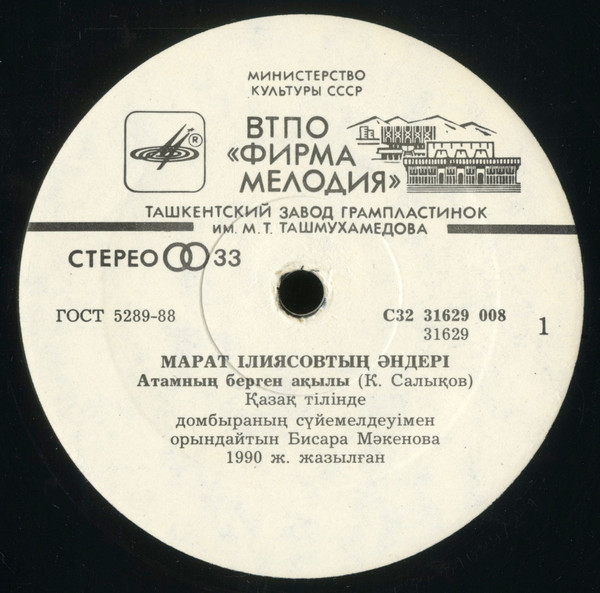 МИНИСТЕРСТВО
КУЛЬТУРЫ СССР
ВТПО
«ФИРМА
МЕЛОДИЯ»
®
ТАШКЕНТСКИЙ ЗАВОД ГРАМПЛАСТИНОК
ИМ. М. Т. ТАШМУХАМЕДОВА
СТЕРЕО 33
ГОСТ 5289-88
С32 31629 008
31629
1
МАРАТ ІЛИЯСОВТЫҢ ӘНДЕРІ
Атамның берген ақылы (К. Салықов)
Қазақ тілінде
домбыраның сүйемелдеуімен
орындайтын Бисара Мәкенова
1990 ж. жазылған